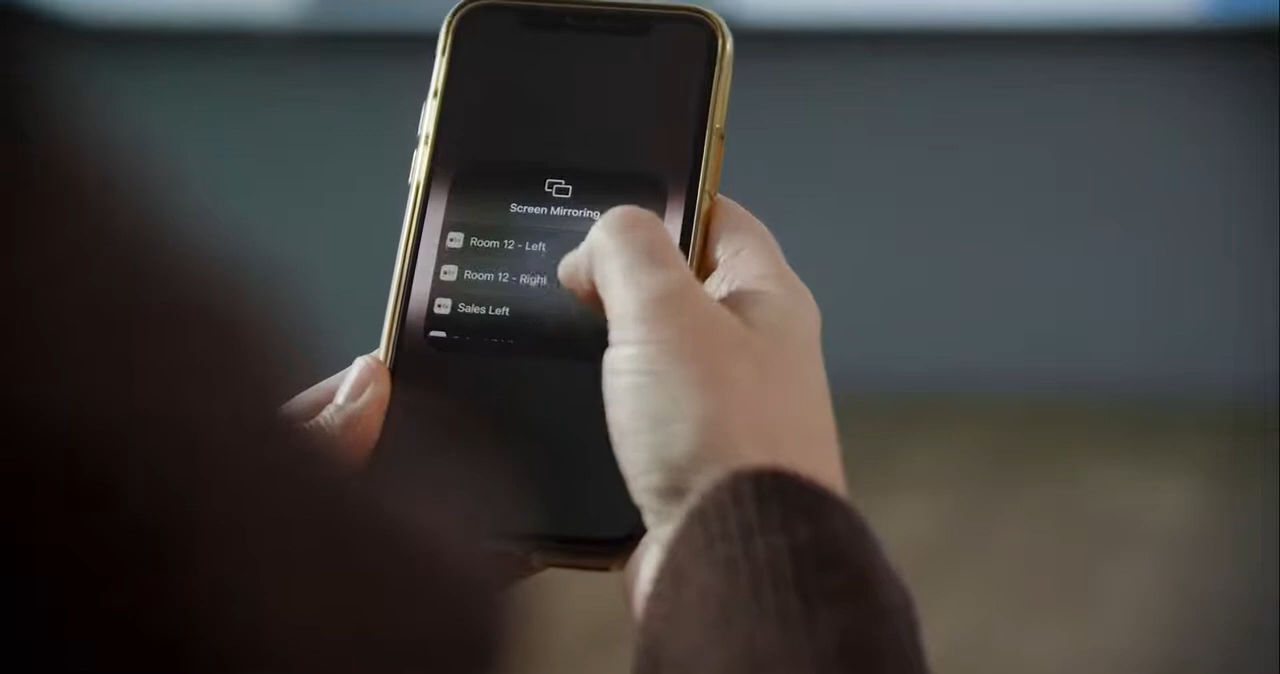 Screen Mirroring
Room 12 - Left
Room 12 - Right
Sales Left